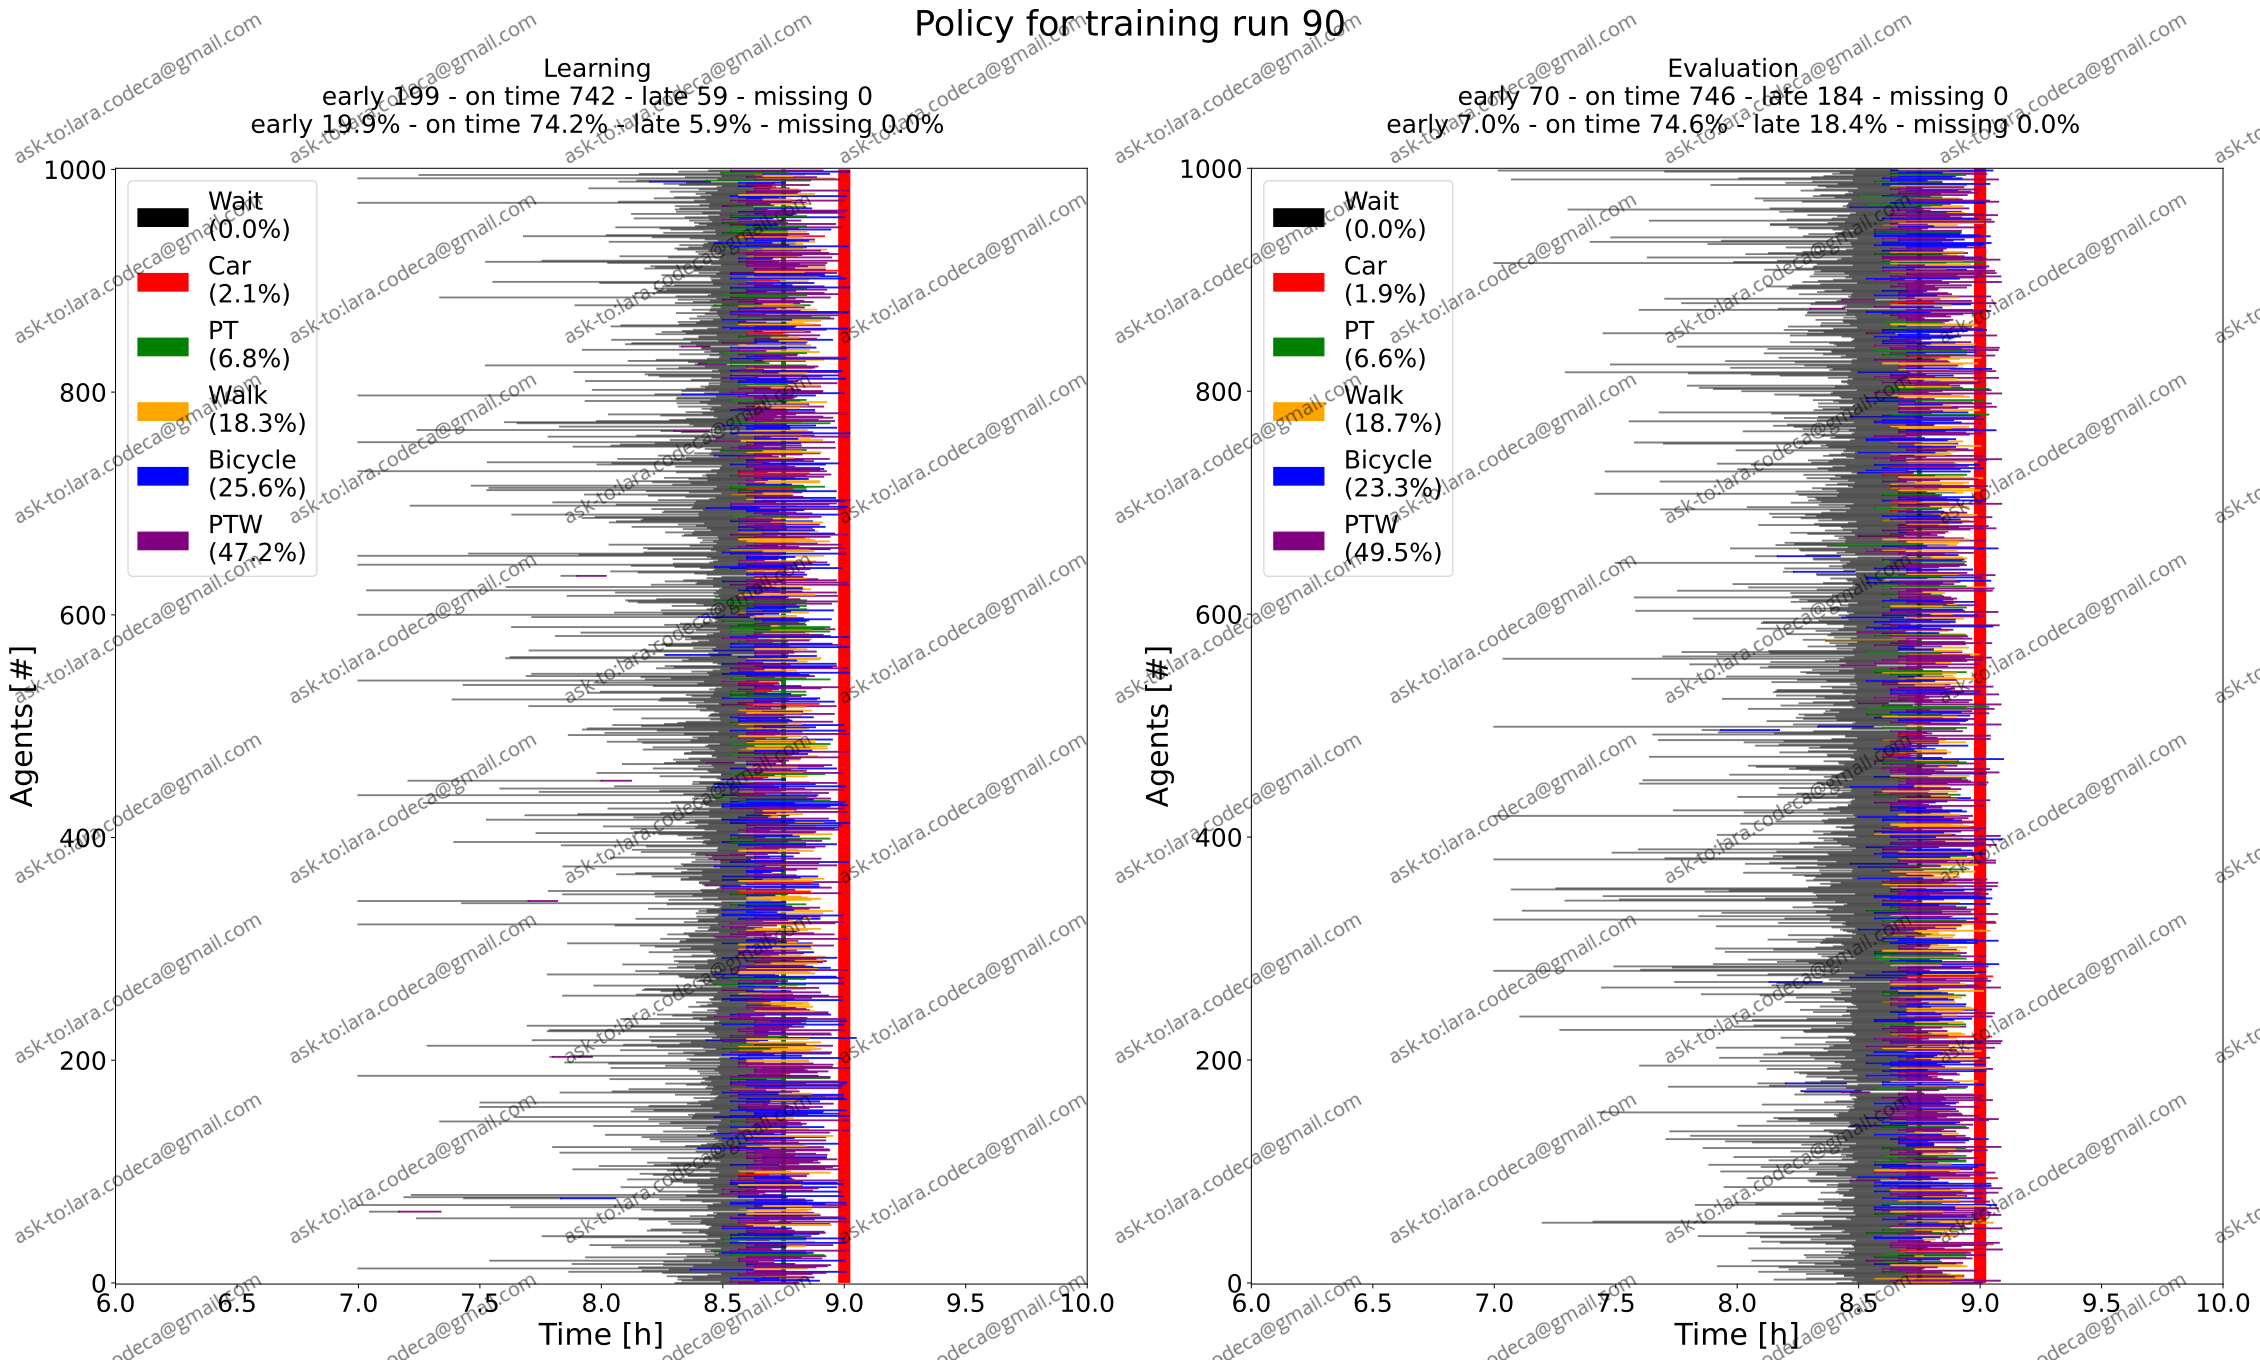 Policy for training run 90
Learning
early 199 - on time 742 - late 59 - missing 0
early 19.9% - on time 74.2% - late 5.9% - missing 0.0%
1000
800
600
400
200
0
Agents [#]
Wait
(0.0%)
Car
(2.1%)
PT
(6.8%)
Walk
(18.3%)
Bicycle
(25.6%)
PTW
(47.2%)
6.0 6.5 7.0 7.5 8.0 8.5 9.0 9.5 10.0
Time [h]
Evaluation
early 70 - on time 746 - late 184 - missing 0
early 7.0% - on time 74.6% - late 18.4% - missing 0.0%
1000
800
600
400
200
0
Agents [#]
Wait
(0.0%)
Car
(1.9%)
PT
(6.6%)
Walk
(18.7%)
Bicycle
(23.3%)
PTW
(49.5%)
6.0 6.5 7.0 7.5 8.0 8.5 9.0 9.5 10.0
Time [h]
ask-to:lara.codeca@gmail.com